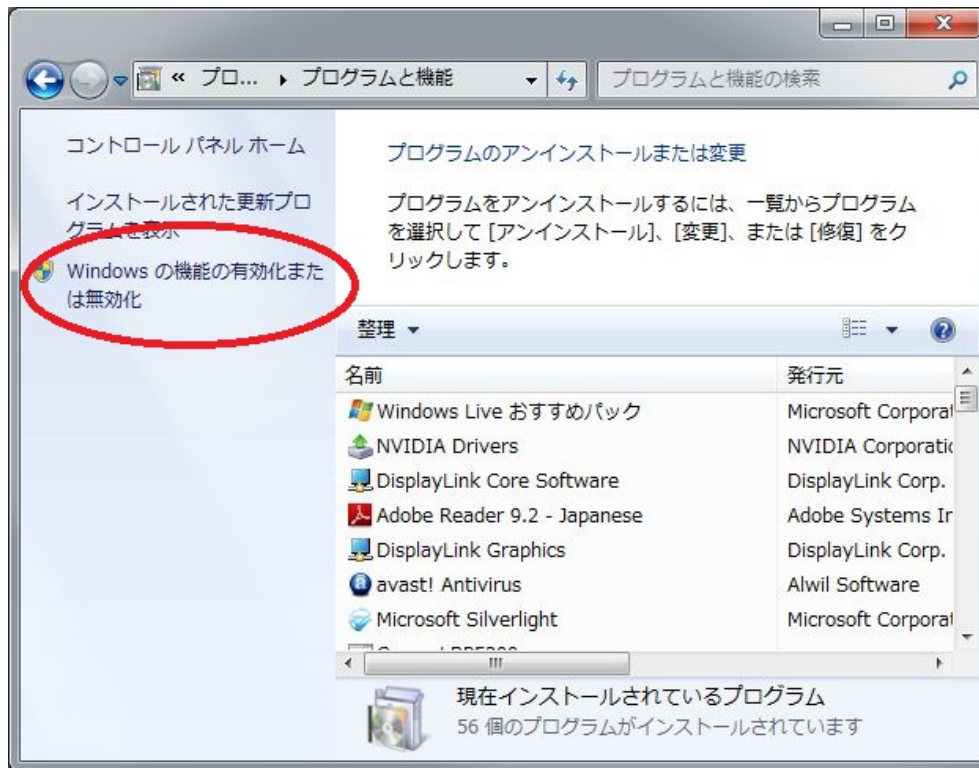 « プロ... ▸ プログラムと機能
プログラムと機能の検索
コントロール パネル ホーム
インストールされた更新プロ
グラムを表示
Windows の機能の有効化また
は無効化
プログラムのアンインストールまたは変更
プログラムをアンインストールするには、一覧からプログラム
を選択して [アンインストール]、[変更]、または [修復] をク
リックします。
整理
名前 発行元
Windows Live おすすめパック Microsoft Corporat
NVIDIA Drivers NVIDIA Corporatic
DisplayLink Core Software DisplayLink Corp.
Adobe Reader 9.2 - Japanese Adobe Systems Ir
DisplayLink Graphics DisplayLink Corp.
avast! Antivirus Alwil Software
Microsoft Silverlight Microsoft Corporat
現在インストールされているプログラム
56 個のプログラムがインストールされています